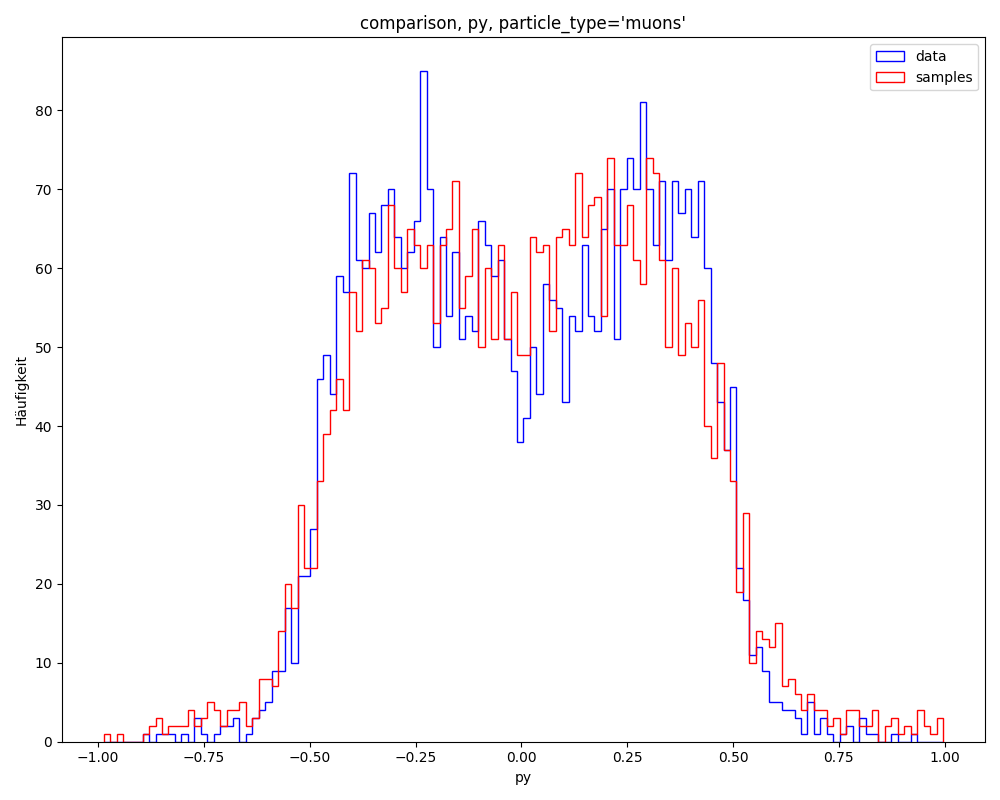 comparison, py, particle_type='muons'
data
samples
Häufigkeit
80
70
60
50
40
30
20
10
0
−1.00 −0.75 −0.50 −0.25 0.00 0.25 0.50 0.75 1.00
py